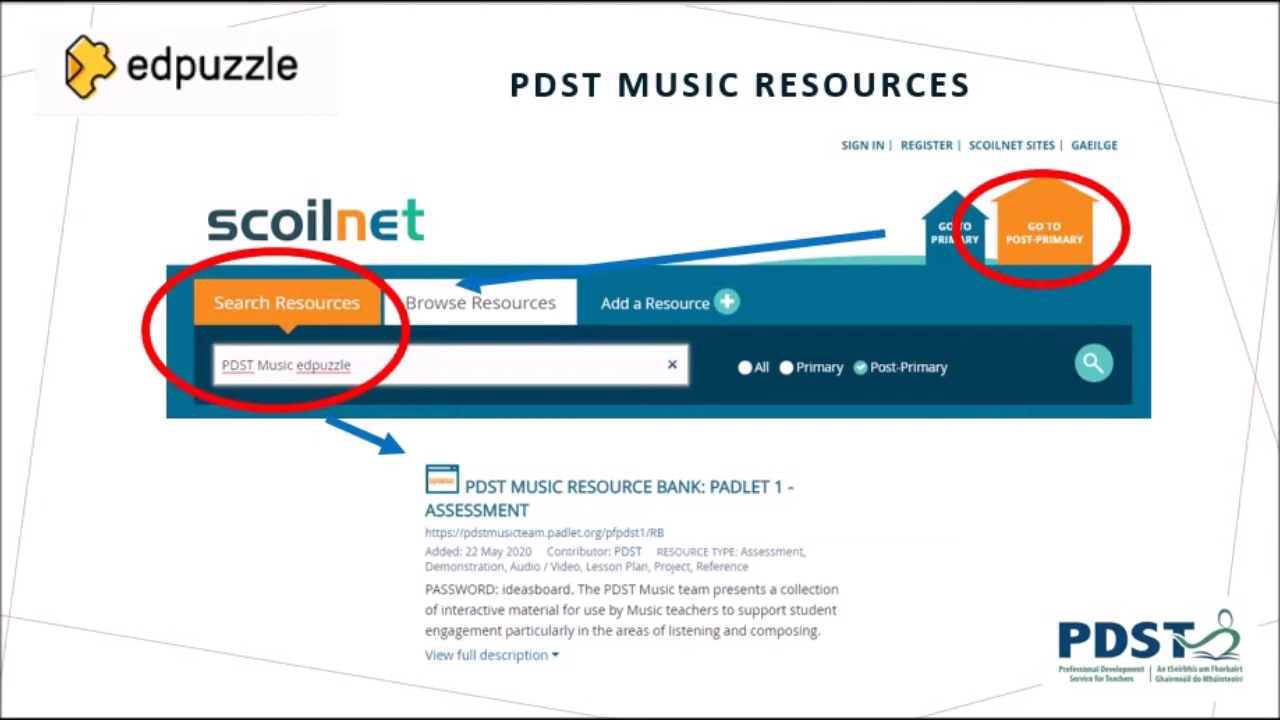 edpuzzle
PDST MUSIC RESOURCES
SIGN IN | REGISTER | SCOILNET SITES | GAEILGE
scoilnet
GO TO
PRIMARY
GO TO
POST-PRIMARY
Search Resources
Browse Resources
Add a Resource +
PDST Music edpuzzle ×
All Primary Post-Primary
www
PDST MUSIC RESOURCE BANK: PADLET 1 -
ASSESSMENT
https://pdstmusicteam.padlet.org/pfpdst1/RB
Added: 22 May 2020 Contributor: PDST RESOURCE TYPE: Assessment,
Demonstration, Audio / Video, Lesson Plan, Project, Reference
PASSWORD: ideasboard. The PDST Music team presents a collection
of interactive material for use by Music teachers to support student
engagement particularly in the areas of listening and composing.
View full description
PDST
Professional Development
Service for Teachers
An tSeirbhís um Fhorbairt
Ghairmiúil do Mhúinteoirí